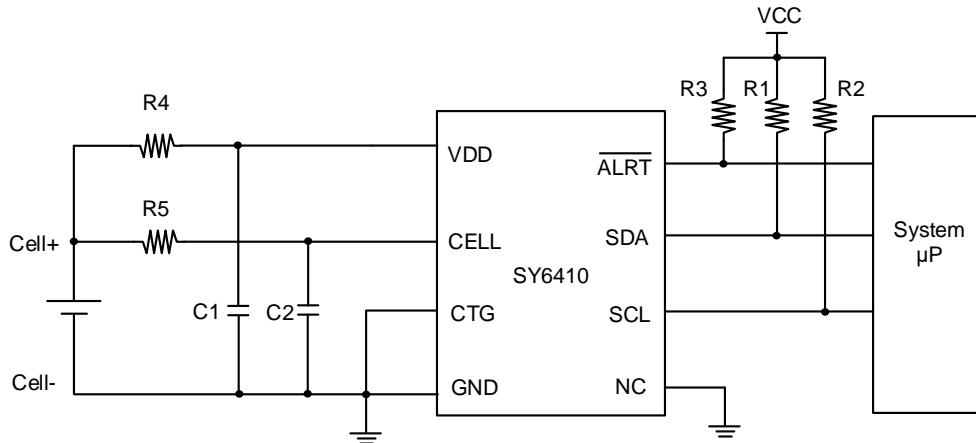 VCC
R3
R1
R2
R4
VDD
ALRT
R5
Cell+
CELL
SDA
System
µP
SY6410
C1
C2
CTG
SCL
Cell-
GND
NC